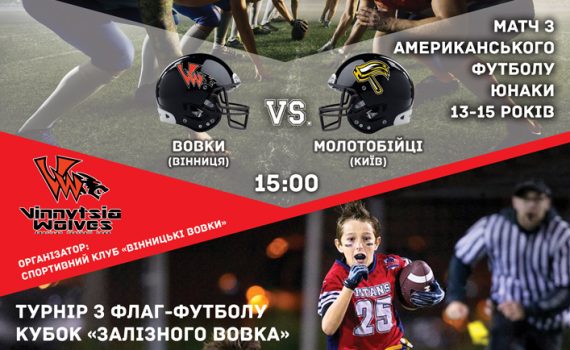 МАТЧ З
АМЕРИКАНСЬКОГО
ФУТБОЛУ
ЮНАКИ
13-15 РОКІВ
VS.
ВОВКИ
(ВІННИЦЯ)
МОЛОТОБІЙЦІ
(КИЇВ)
15:00
W
Vinnytsia
Wolves
ОРГАНІЗАТОР:
СПОРТИВНИЙ КЛУБ «ВІННИЦЬКІ ВОВКИ»
ТУРНІР З ФЛАГ-ФУТБОЛУ
КУБОК «ЗАЛІЗНОГО ВОВКА»
TITANS
25